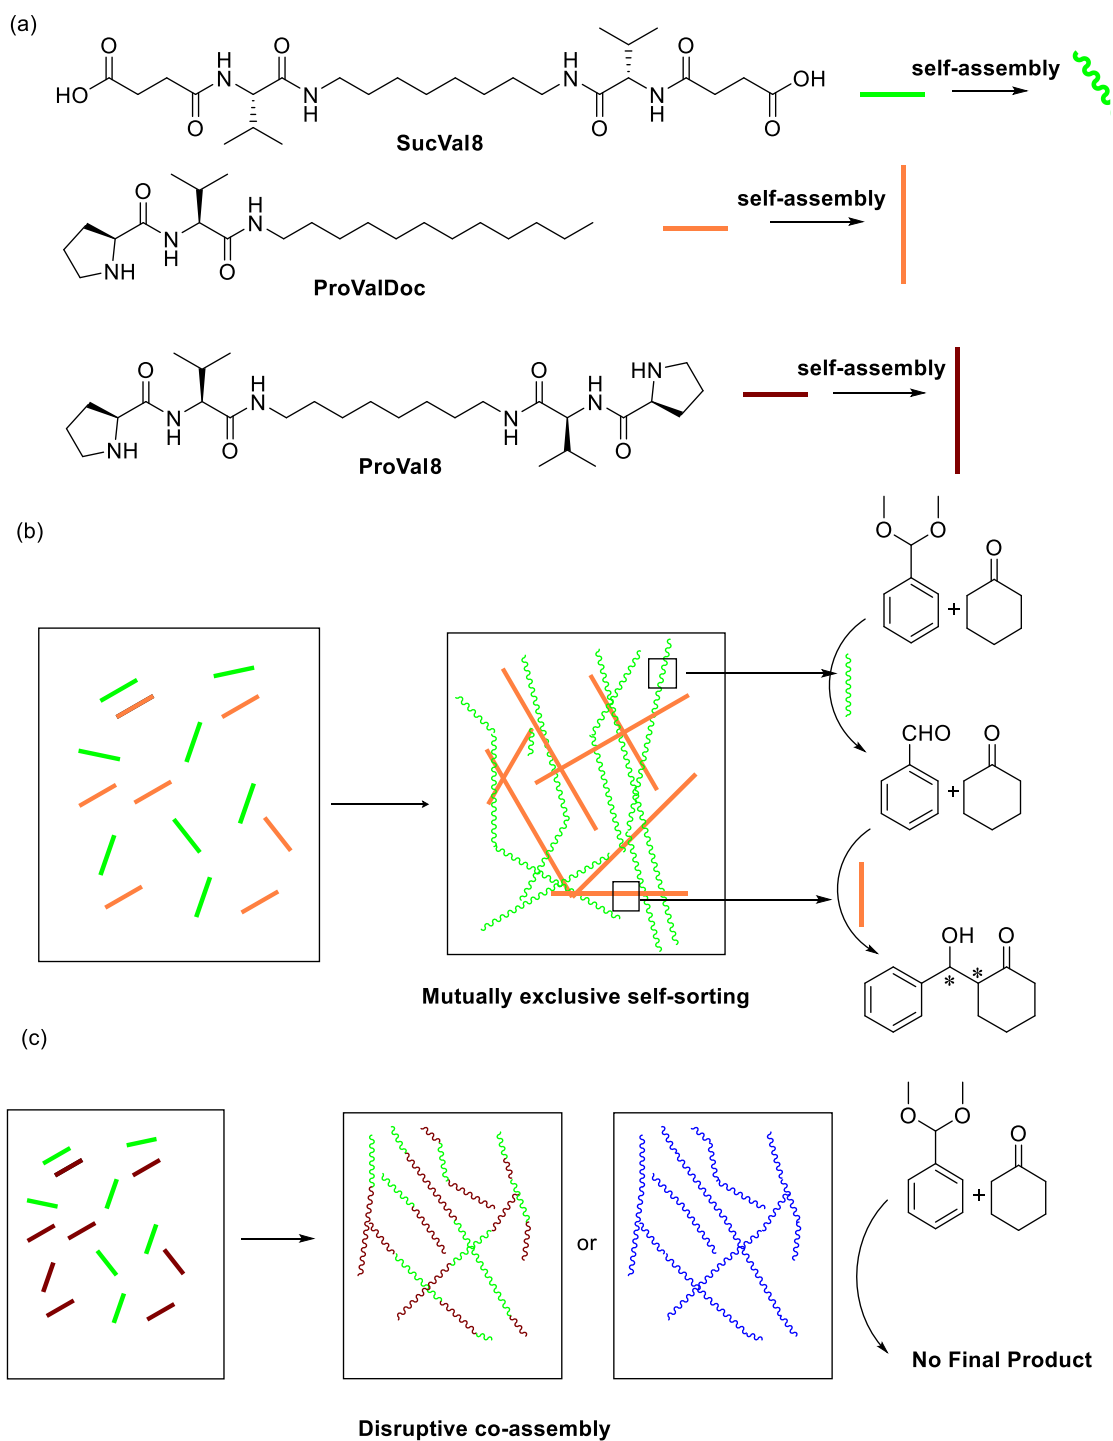 (a)
O
HO
H
N
O
O
N
H
H
N
O
N
H
O
OH
O
self-assembly
SucVal8
O
N
H
H
N
O
NH
self-assembly
ProValDoc
O
N
H
H
N
O
NH
N
H
O
H
N
O
HN
self-assembly
ProVal8
(b)
O O
+
O
CHO
+
O
OH O
* *
Mutually exclusive self-sorting
(c)
O O
+
O
or
No Final Product
Disruptive co-assembly